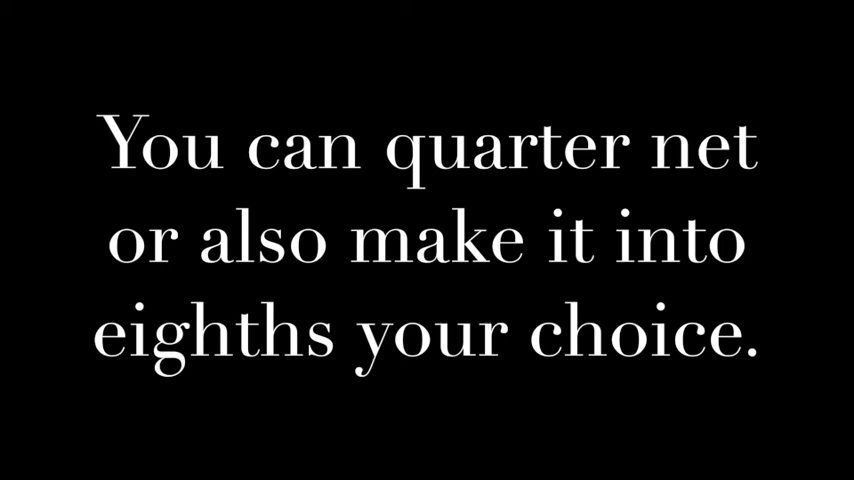 You can quarter net
or also make it into
eighths your choice.